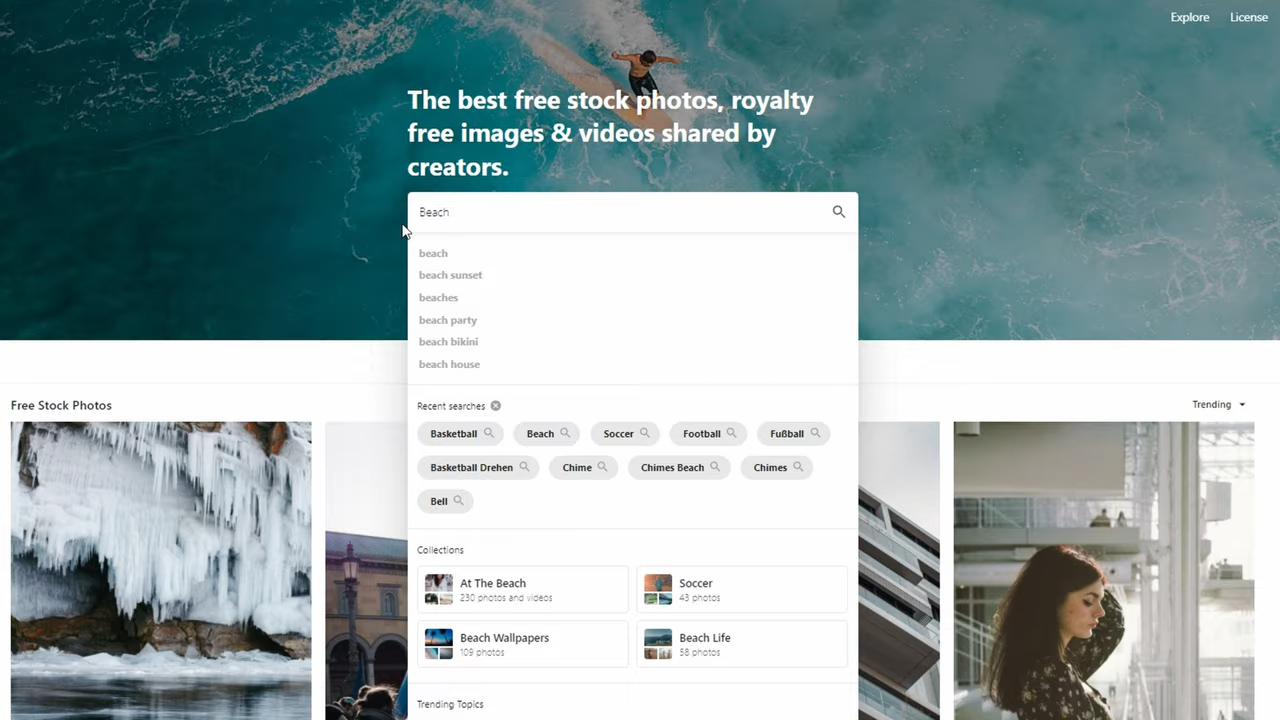 Explore License
The best free stock photos, royalty
free images & videos shared by
creators.
Beach
beach
beach sunset
beaches
beach party
beach bikini
beach house
Free Stock Photos
Trending
Recent searches
Basketball Beach Soccer Football Fußball
Basketball Drehen Chime Chimes Beach Chimes
Bell
Collections
At The Beach
230 photos and videos
Soccer
43 photos
Beach Wallpapers
109 photos
Beach Life
58 photos
Trending Topics